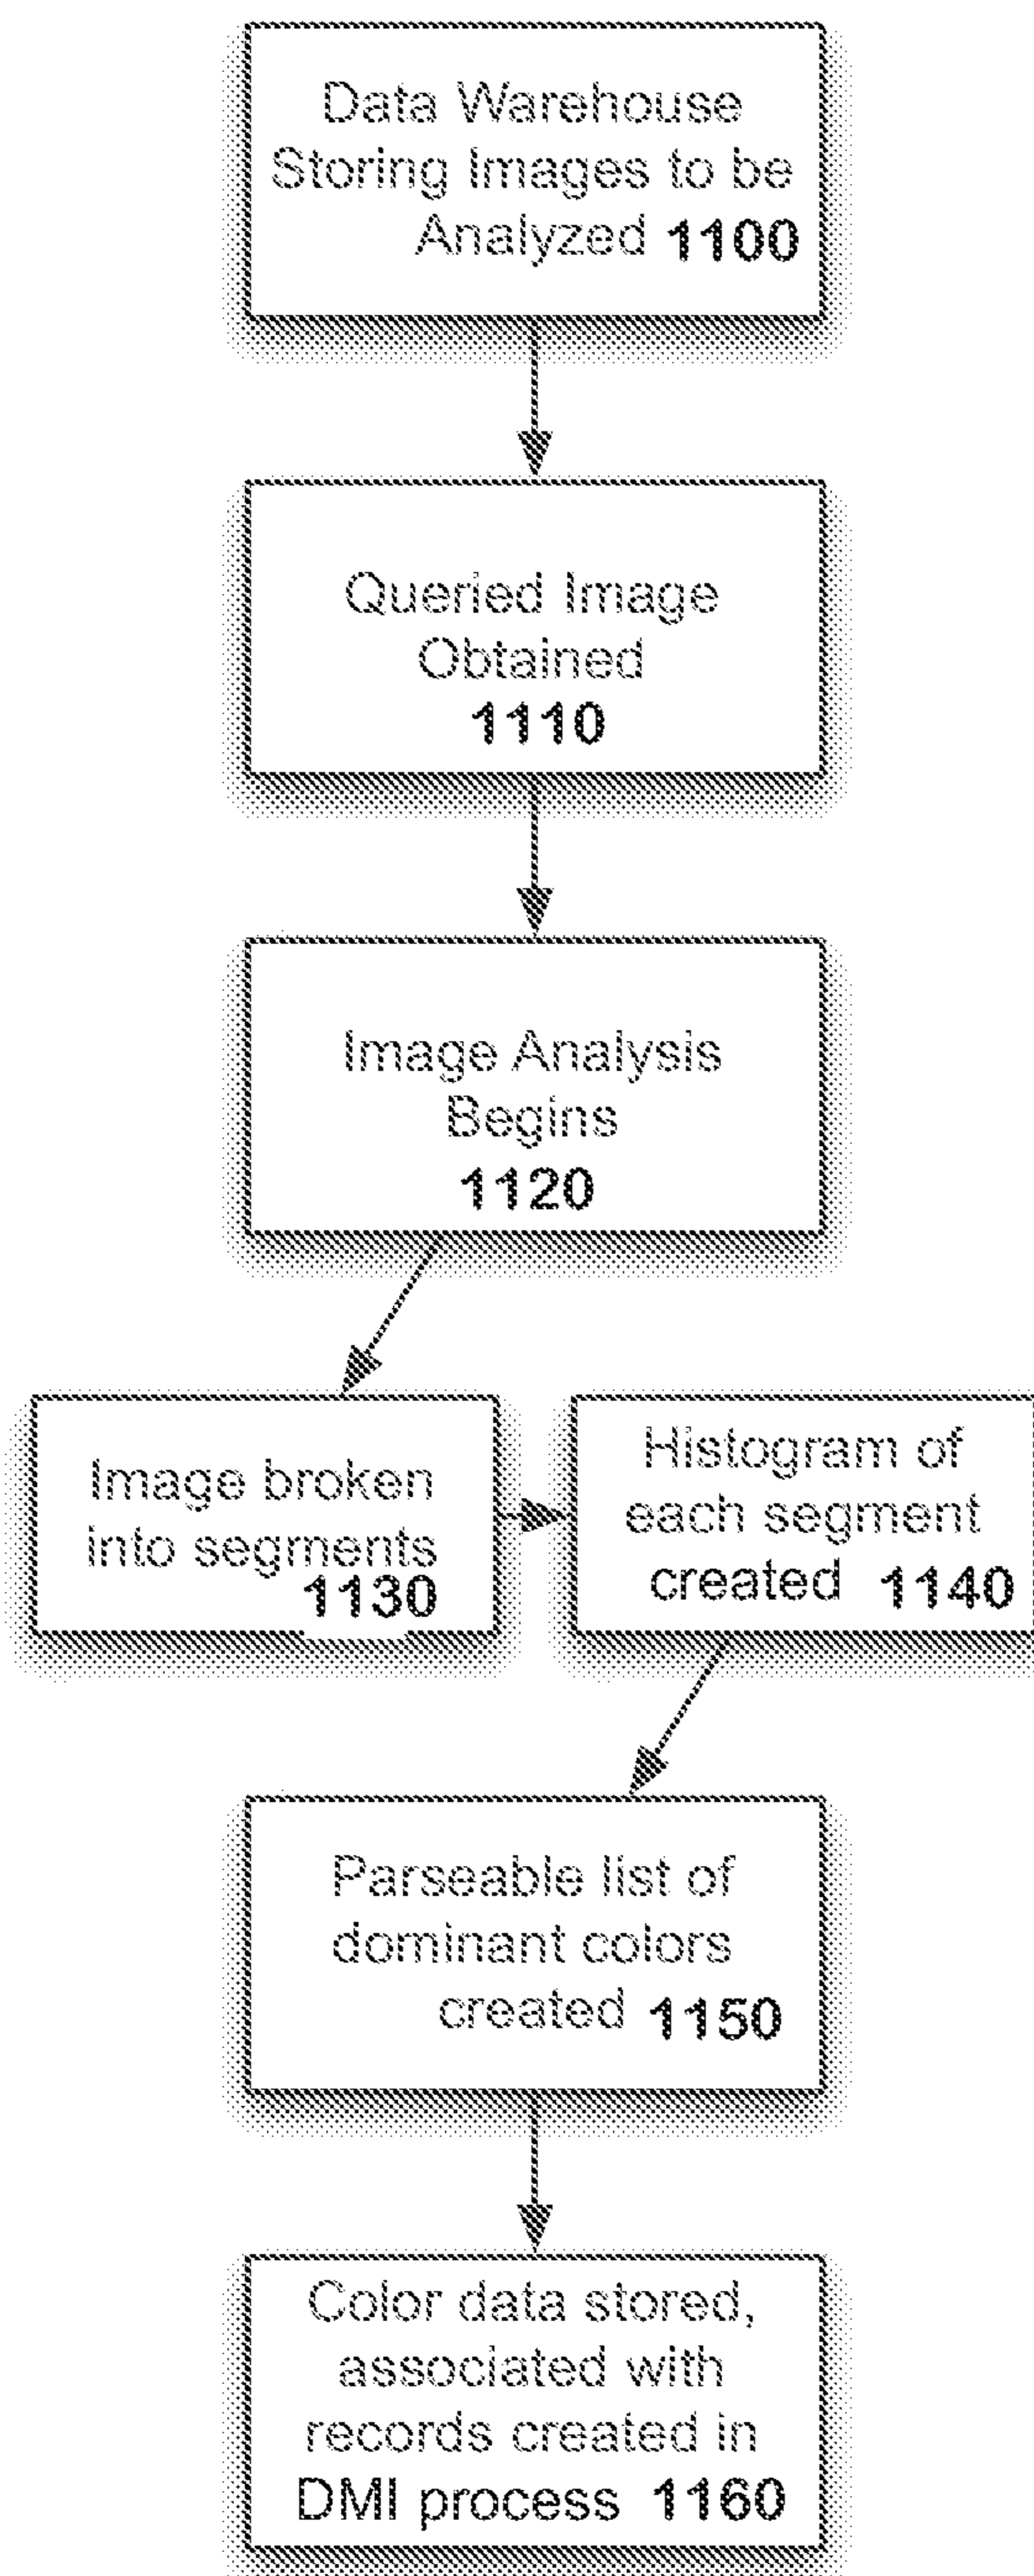 Data Warehouse
Storing Images to be
Analyzed 1100
Queried Image
Obtained
1110
Image Analysis
Begins
1120
Image broken
into segments
1130
Histogram of
each segment
created 1140
Parseable list of
dominant colors
created 1150
Color data stored,
associated with
records created in
DMI process 1160